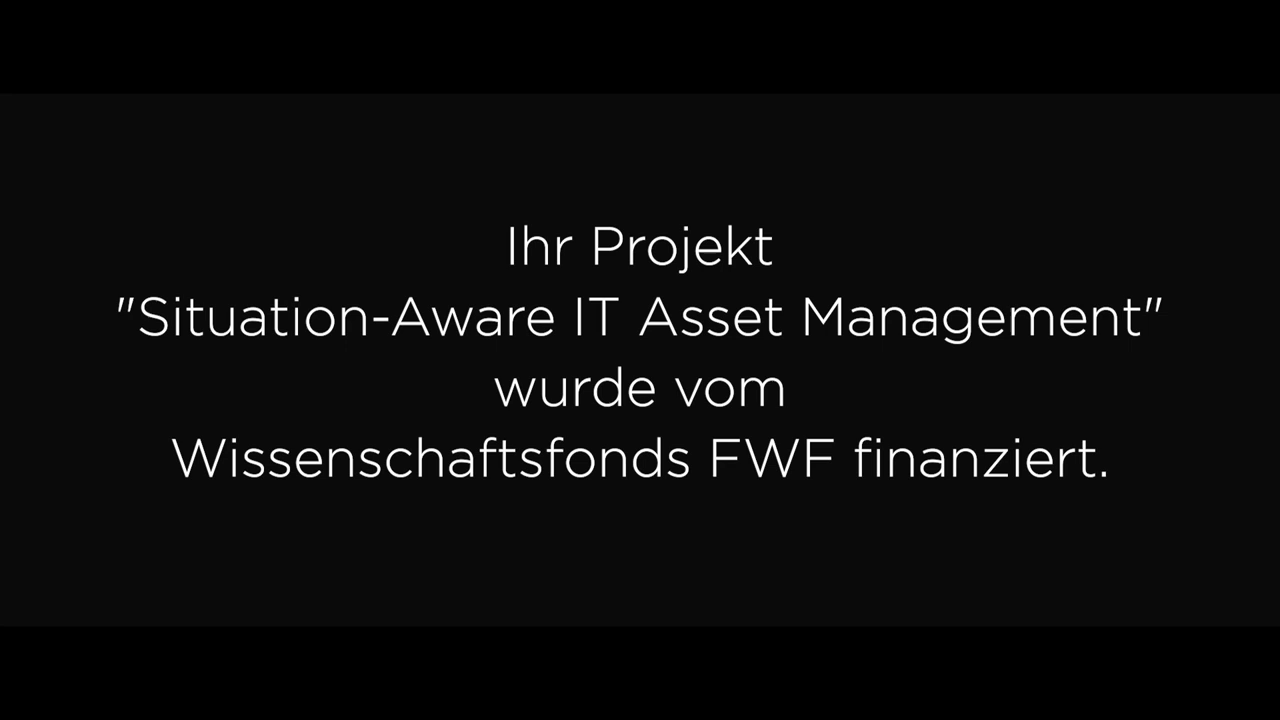 Ihr Projekt
"Situation-Aware IT Asset Management"
wurde vom
Wissenschaftsfonds FWF finanziert.